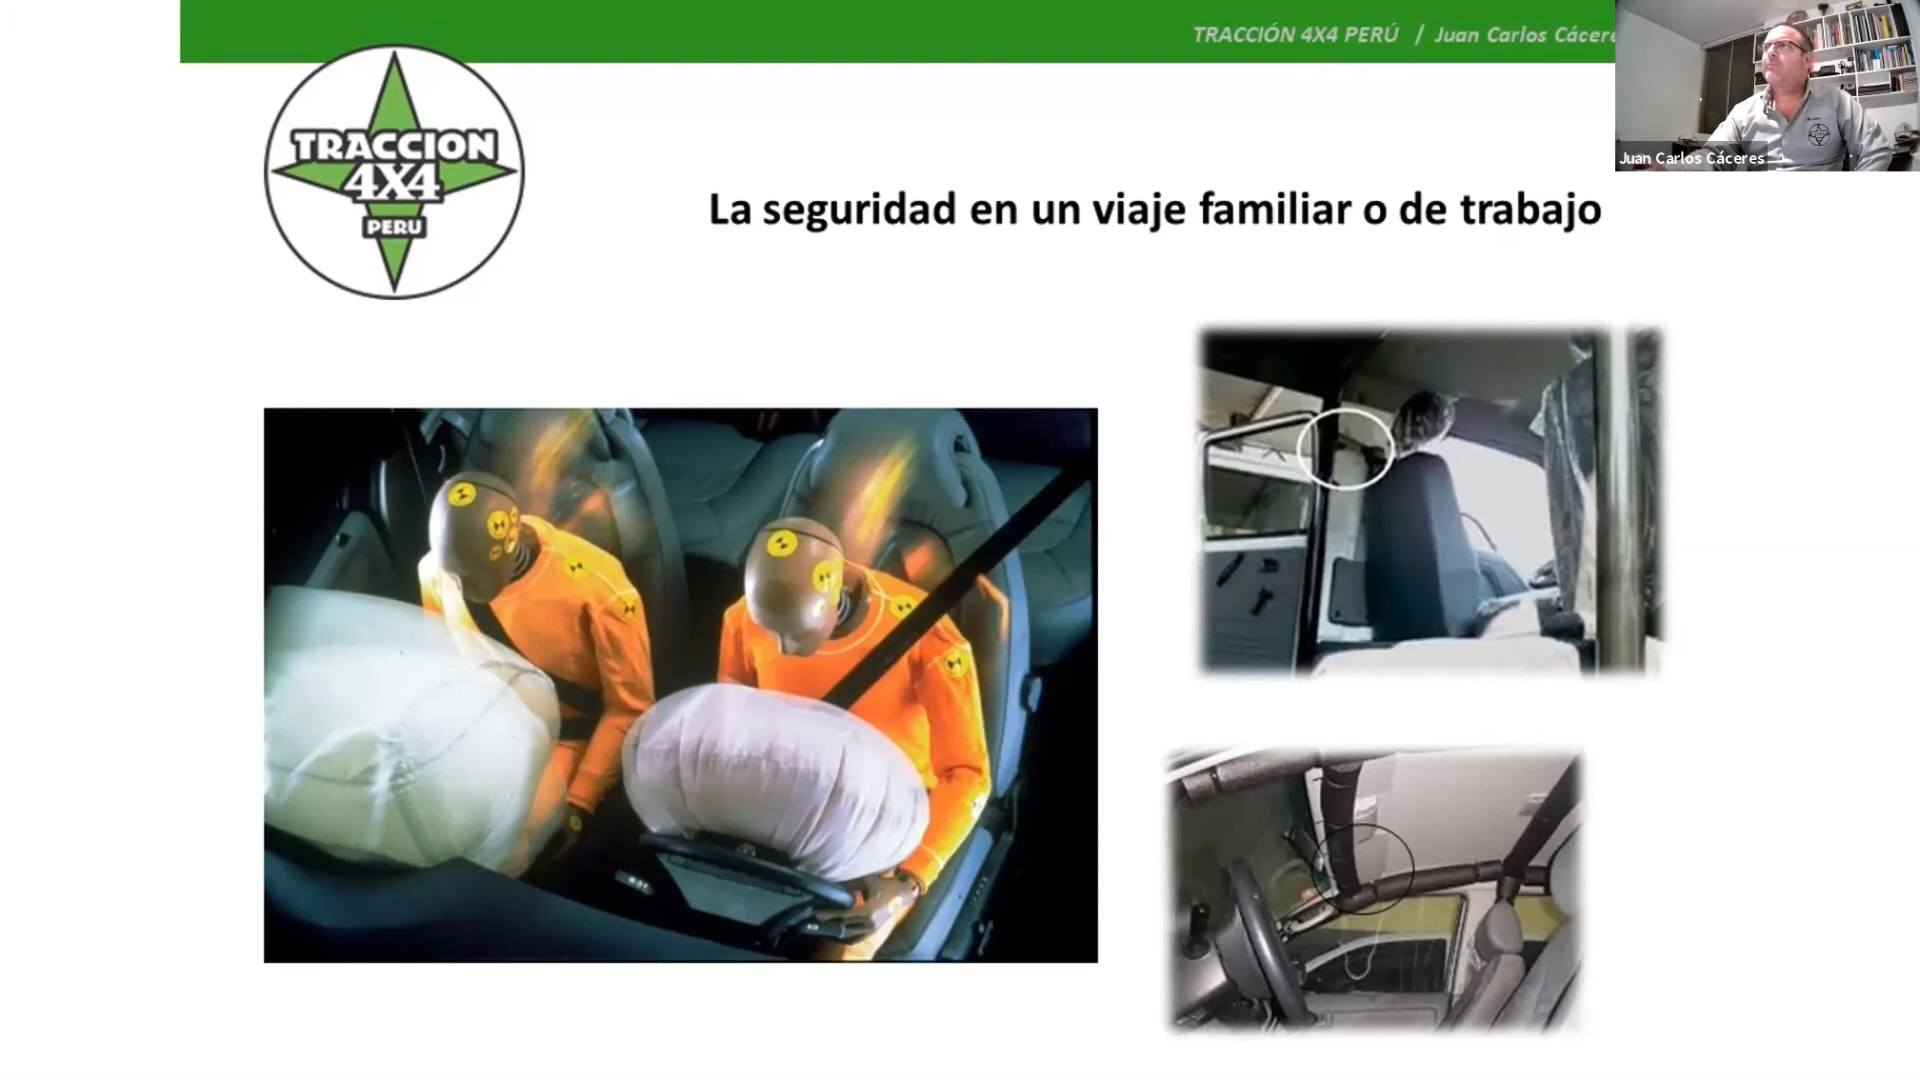 TRACCIÓN 4X4 PERÚ / Juan Carlos Cácere
Juan Carlos Cáceres
TRACCION
4X4
PERU
La seguridad en un viaje familiar o de trabajo